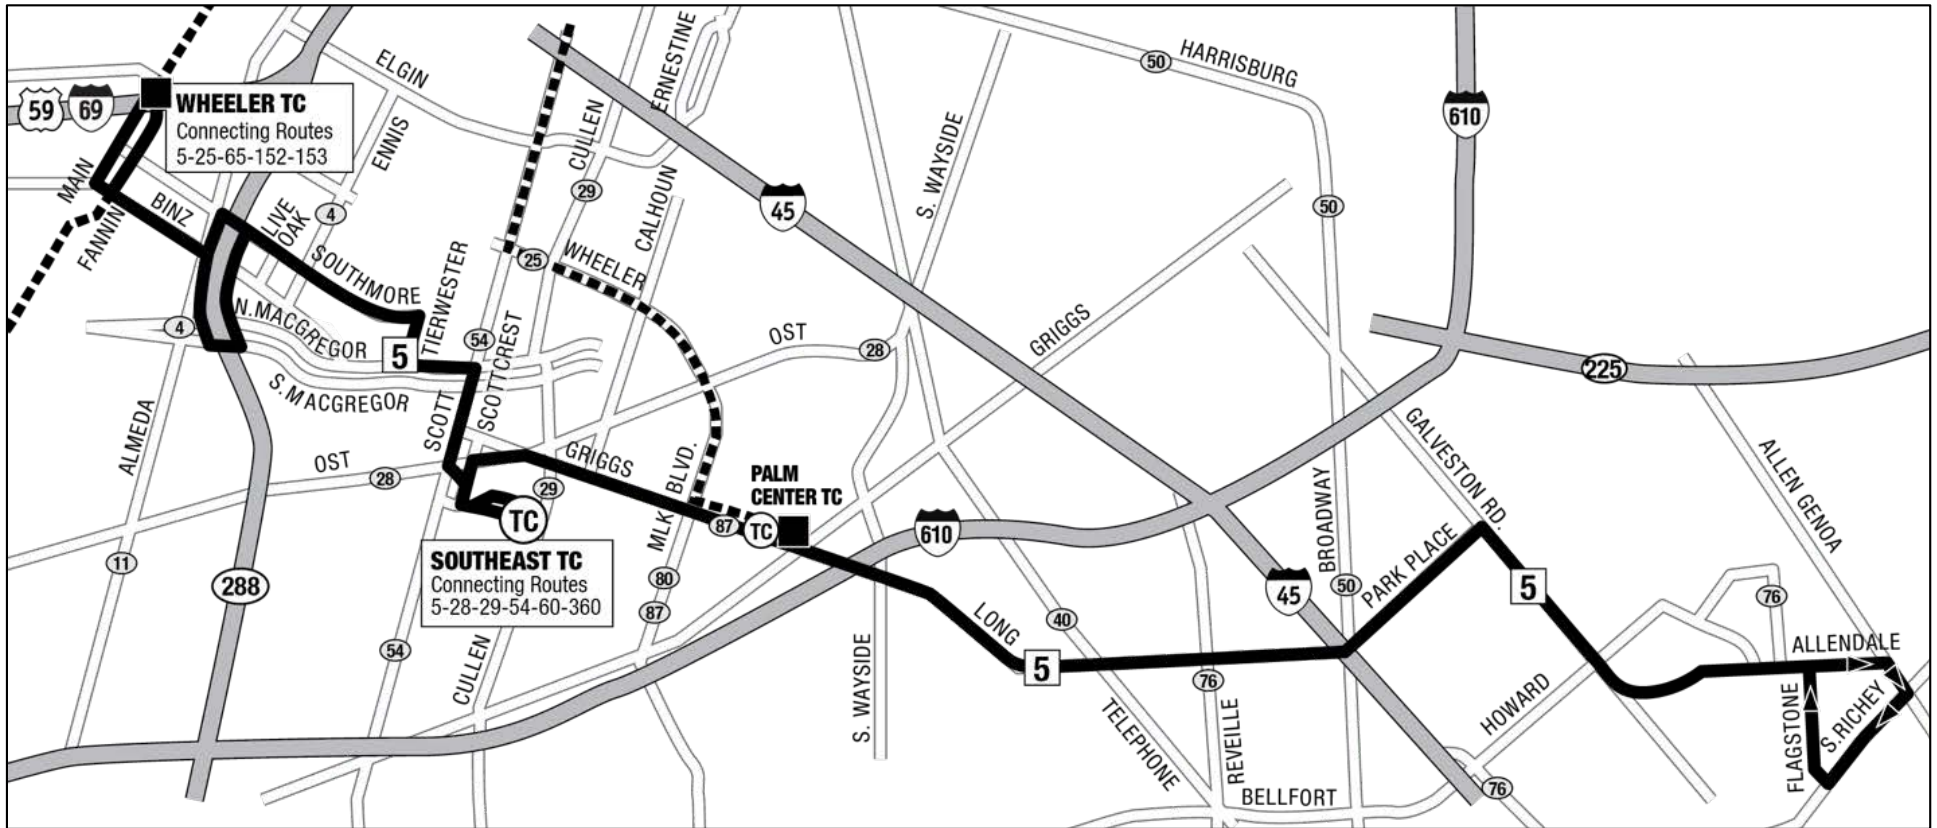 HARRISBURG
50
ELGIN
ERNESTINE
59
69
WHEELER TC
Connecting Routes
5-25-65-152-153
610
CULLEN
ENNIS
S. WAYSIDE
MAIN
BINZ
29
CALHOUN
45
50
4
LIVE
OAK
FANNIN
25
WHEELER
SOUTHMORE
TIERWESTER
N.MACGREGOR
4
54
5
SCOTTCREST
OST
28
GRIGGS
225
S.MACGREGOR
SCOTT
ALMEDA
GALVESTON RD.
ALLEN GENOA
OST
28
GRIGGS
29
BLVD.
MLK
PALM
CENTER TC
87
TC
TC
610
BROADWAY
PARK PLACE
SOUTHEAST TC
Connecting Routes
5-28-29-54-60-360
11
288
80
87
LONG
40
45
50
5
76
54
CULLEN
S. WAYSIDE
5
76
REVEILLE
TELEPHONE
HOWARD
ALLENDALE
FLAGSTONE
S.RICHEY
BELLFORT
76